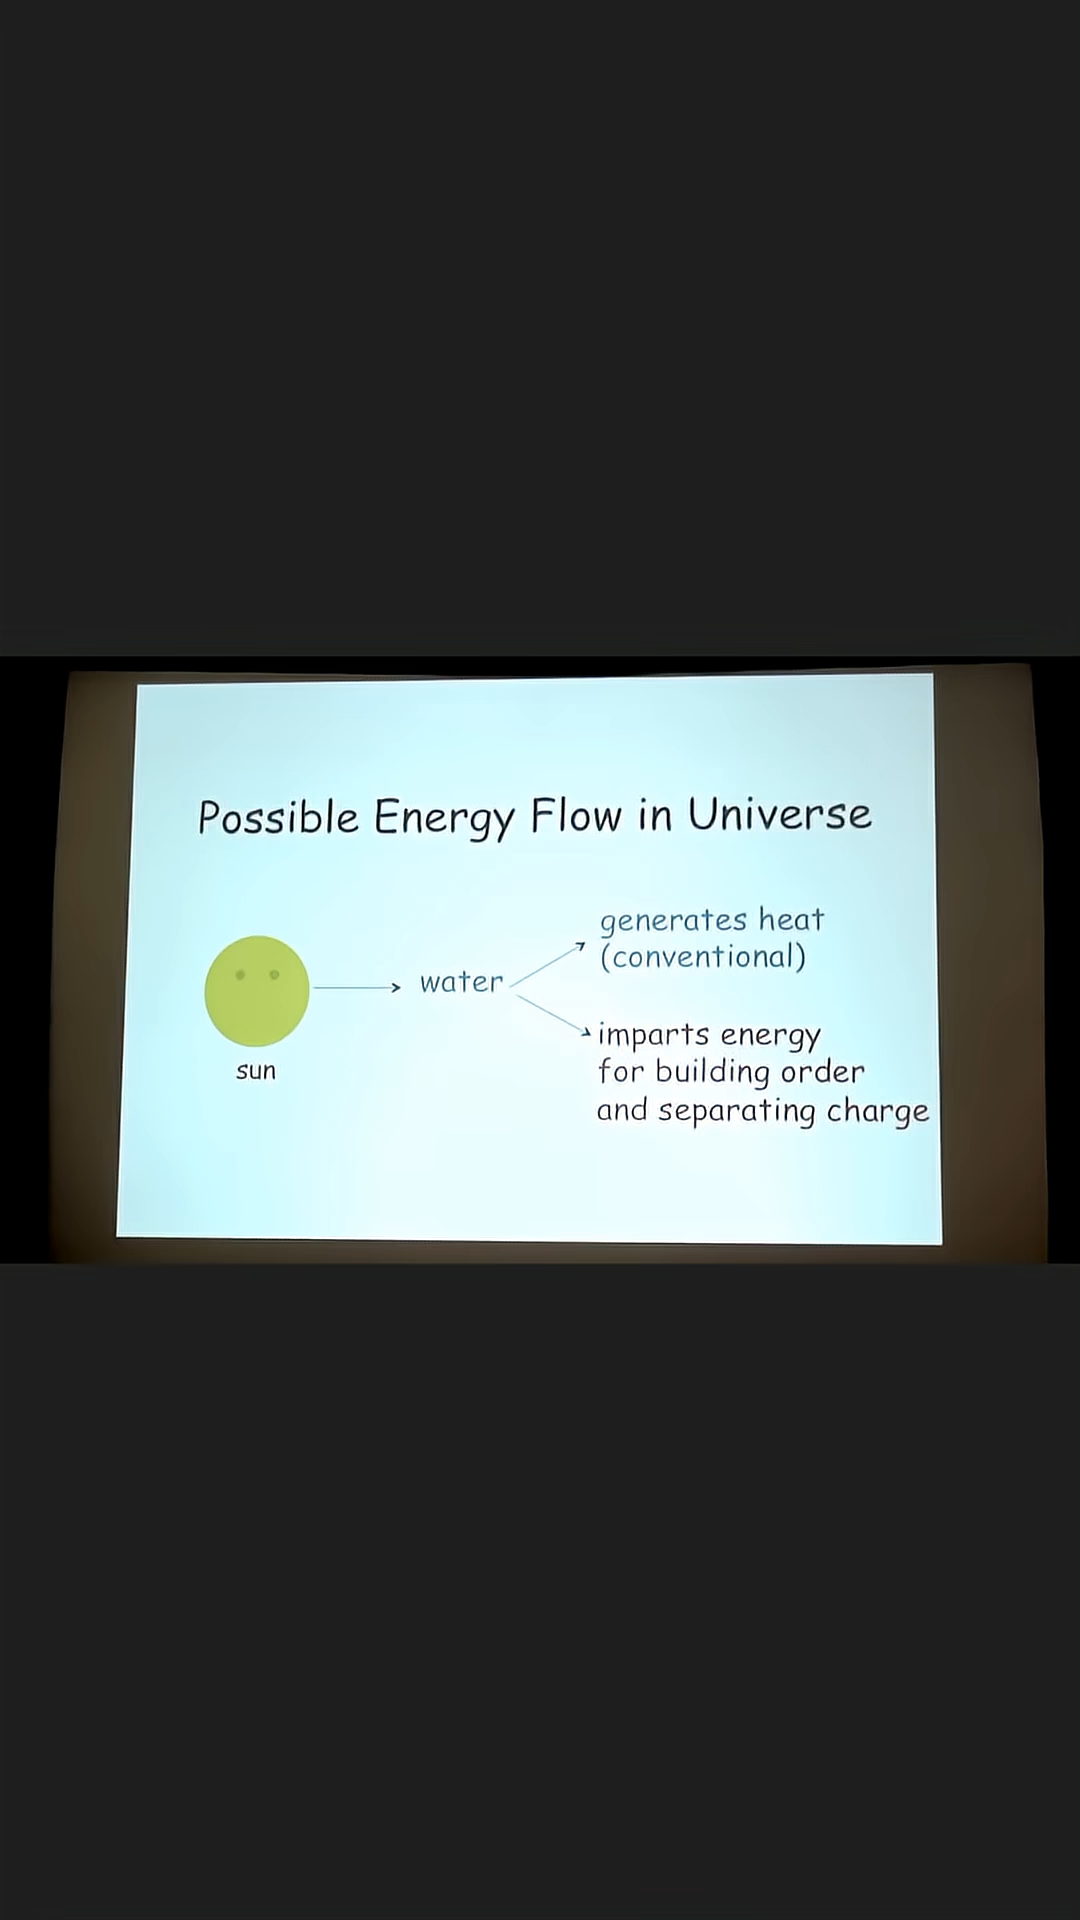 Possible Energy Flow in Universe
generates heat
(conventional)
water
imparts energy
for building order
and separating charge
sun